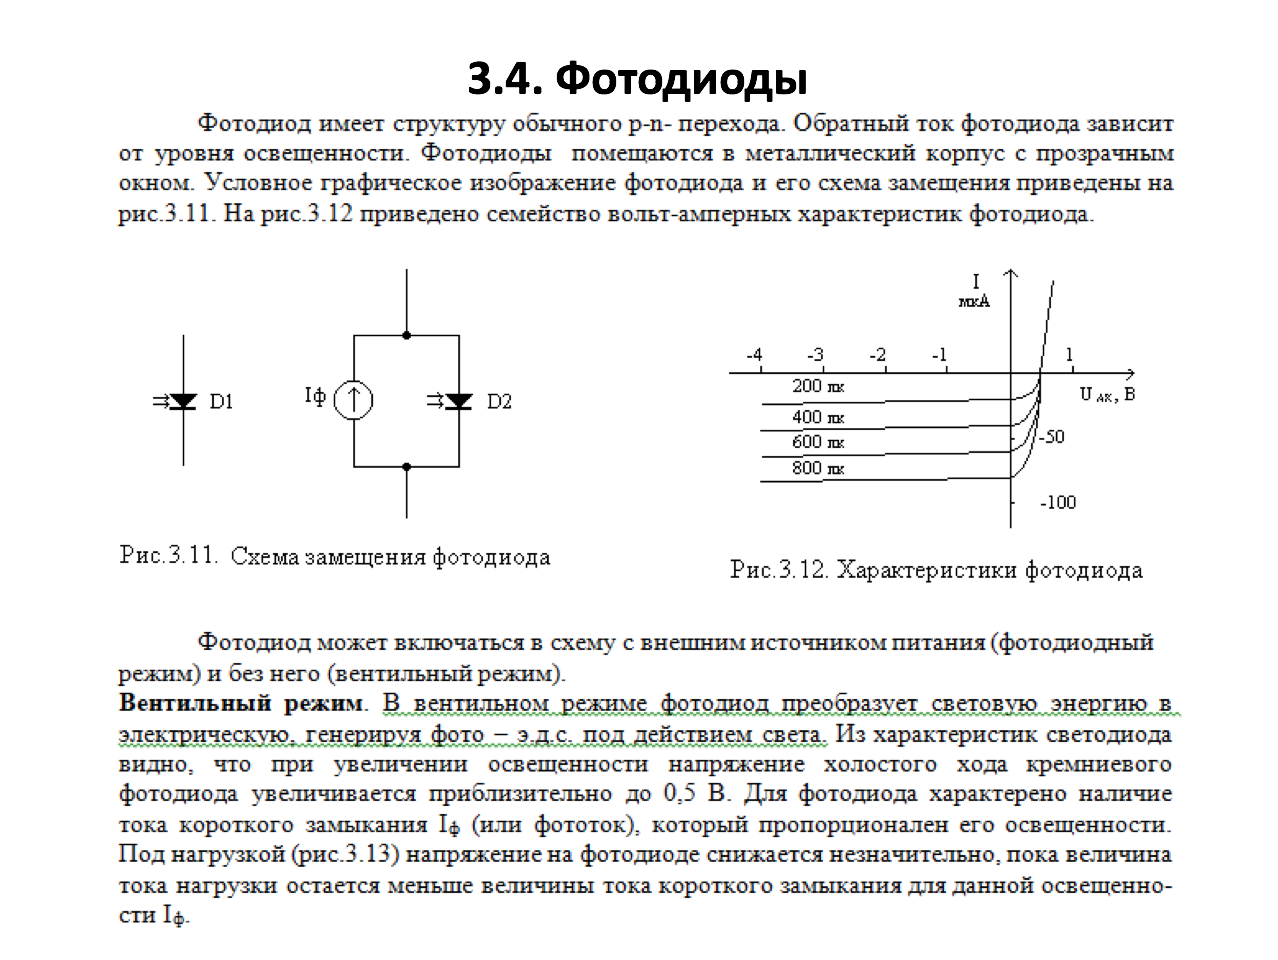 3.4. Фотодиоды
Фотодиод имеет структуру обычного p-n- перехода. Обратный ток фотодиода зависит
от уровня освещенности. Фотодиоды помещаются в металлический корпус с прозрачным
окном. Условное графическое изображение фотодиода и его схема замещения приведены на
рис.3.11. На рис.3.12 приведено семейство вольт-амперных характеристик фотодиода.
D1
Iф
D2
I
мкА
-4 -3 -2 -1 1
U АК, В
200 лк
400 лк
600 лк
800 лк
-50
-100
Рис.3.11. Схема замещения фотодиода
Рис.3.12. Характеристики фотодиода
Фотодиод может включаться в схему с внешним источником питания (фотодиодный
режим) и без него (вентильный режим).
Вентильный режим. В вентильном режиме фотодиод преобразует световую энергию в
электрическую, генерируя фото – э.д.с. под действием света. Из характеристик светодиода
видно, что при увеличении освещенности напряжение холостого хода кремниевого
фотодиода увеличивается приблизительно до 0,5 В. Для фотодиода характерено наличие
тока короткого замыкания Iф (или фототок), который пропорционален его освещенности.
Под нагрузкой (рис.3.13) напряжение на фотодиоде снижается незначительно, пока величина
тока нагрузки остается меньше величины тока короткого замыкания для данной освещенно-
сти Iф.